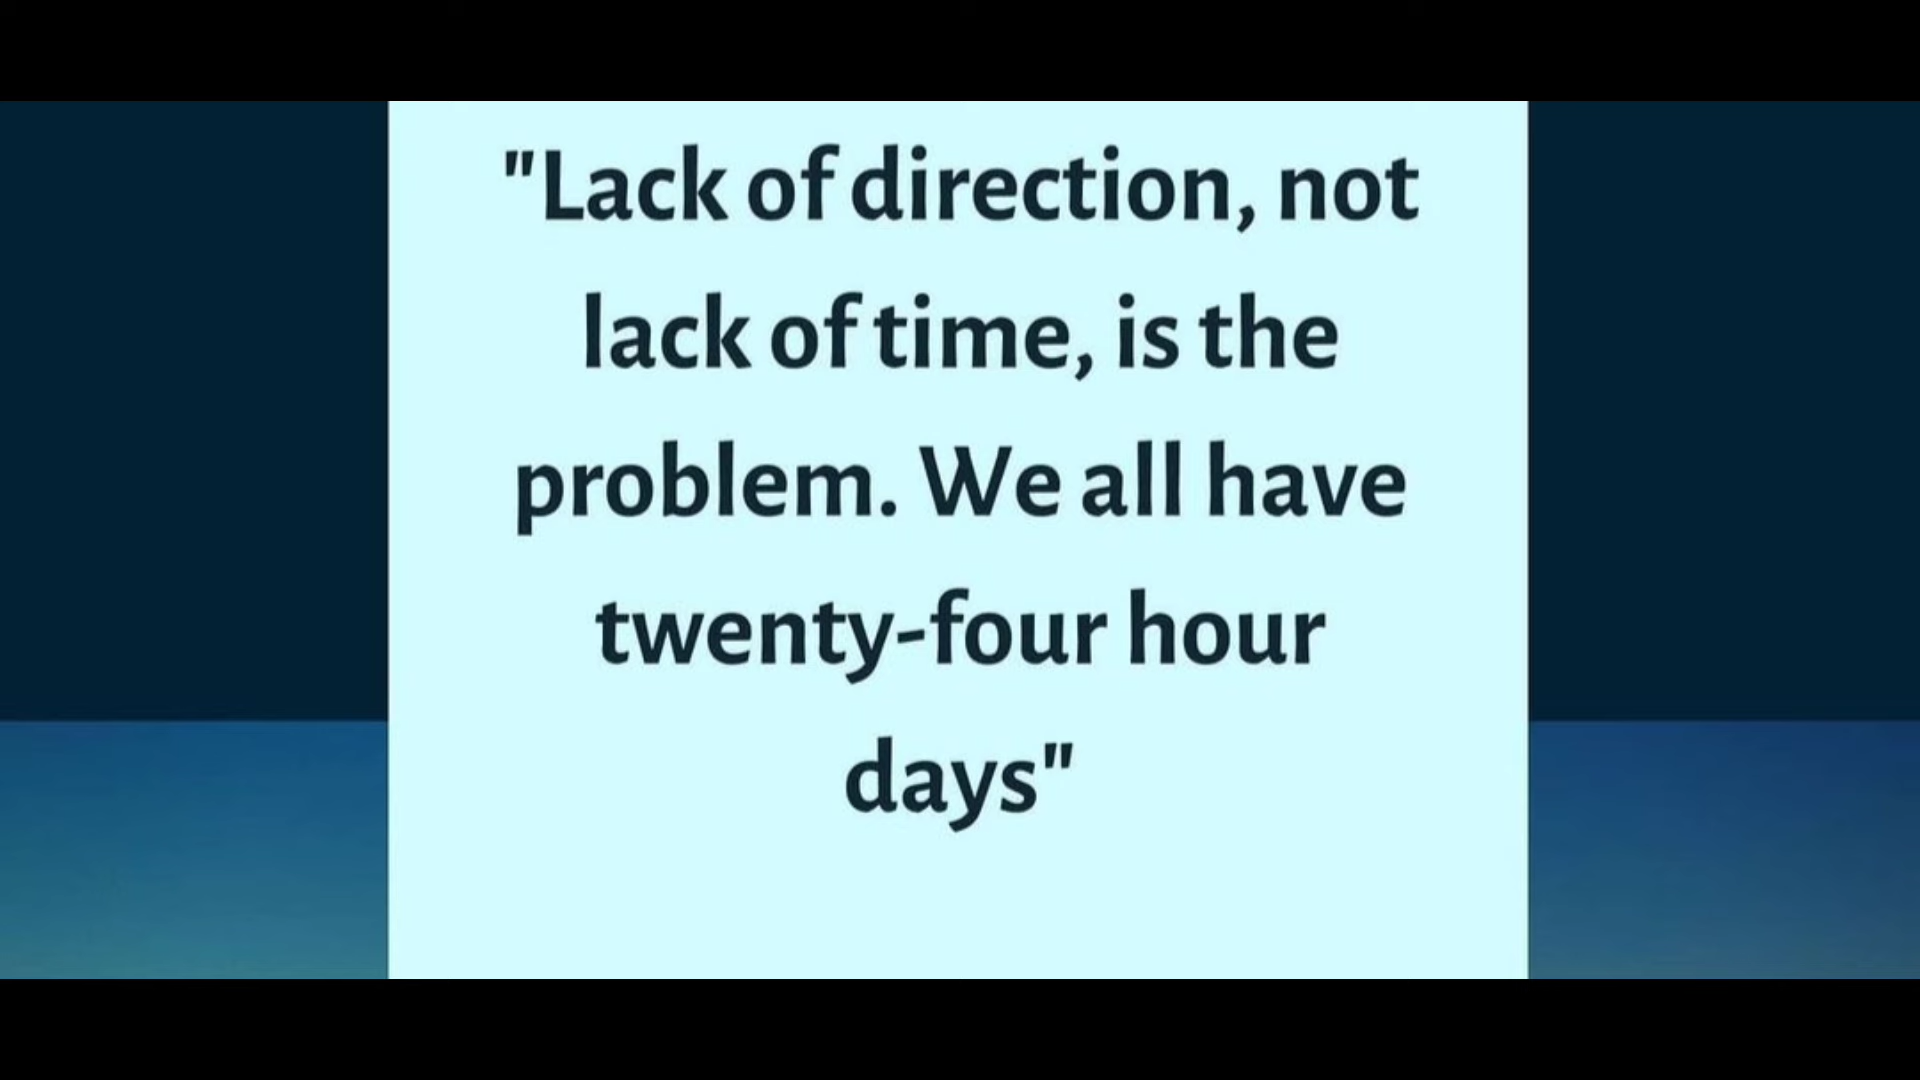 "Lack of direction, not
lack of time, is the
problem. We all have
twenty-four hour
days"